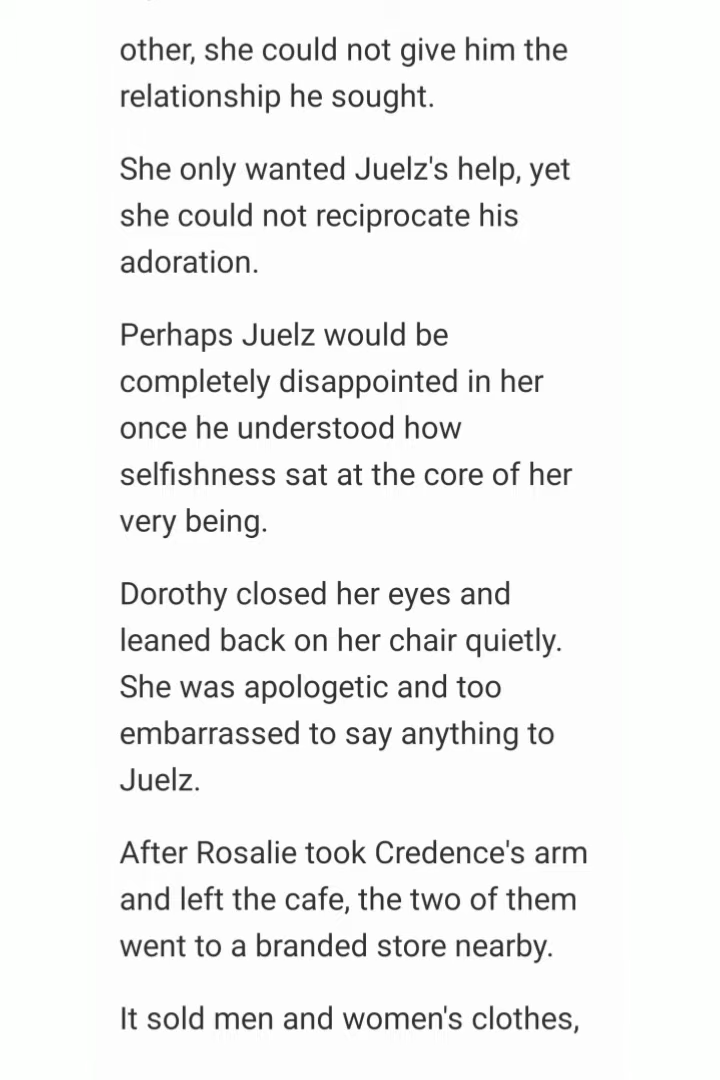 other, she could not give him the
relationship he sought.
She only wanted Juelz's help, yet
she could not reciprocate his
adoration.
Perhaps Juelz would be
completely disappointed in her
once he understood how
selfishness sat at the core of her
very being.
Dorothy closed her eyes and
leaned back on her chair quietly.
She was apologetic and too
embarrassed to say anything to
Juelz.
After Rosalie took Credence's arm
and left the cafe, the two of them
went to a branded store nearby.
It sold men and women's clothes,